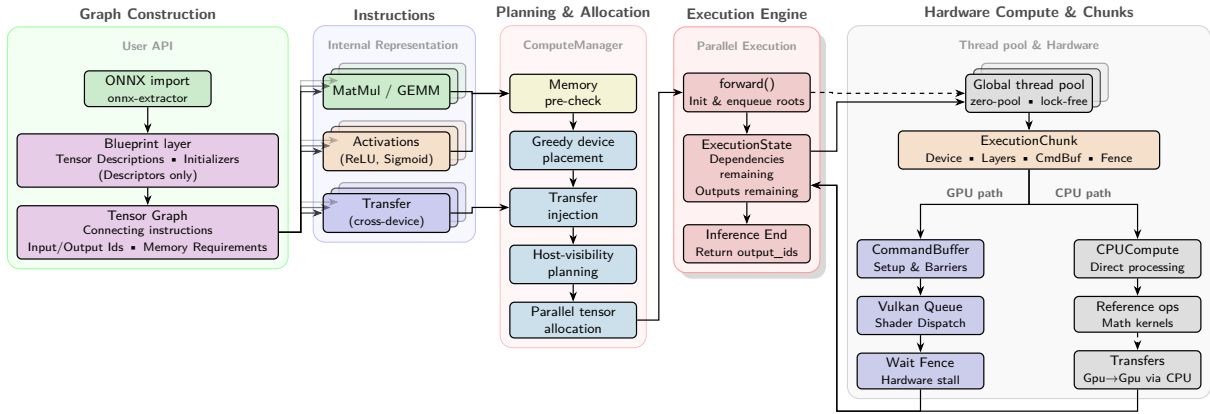 Graph Construction
User API
ONNX import
onnx-extractor
Blueprint layer
Tensor Descriptions ▪ Initializers
(Descriptors only)
Tensor Graph
Connecting instructions
Input/Output Ids ▪ Memory Requirements
Instructions
Internal Representation
MatMul / GEMM
Activations
(ReLU, Sigmoid)
Transfer
(cross-device)
Planning & Allocation
ComputeManager
Memory
pre-check
Greedy device
placement
Transfer
injection
Host-visibility
planning
Parallel tensor
allocation
Execution Engine
Parallel Execution
forward()
Init & enqueue roots
ExecutionState
Dependencies
remaining
Outputs remaining
Inference End
Return output_ids
Hardware Compute & Chunks
Thread pool & Hardware
Global thread pool
zero-pool ▪ lock-free
ExecutionChunk
Device ▪ Layers ▪ CmdBuf ▪ Fence
GPU path
CPU path
CommandBuffer
Setup & Barriers
Vulkan Queue
Shader Dispatch
Wait Fence
Hardware stall
CPUCompute
Direct processing
Reference ops
Math kernels
Transfers
Gpu→Gpu via CPU